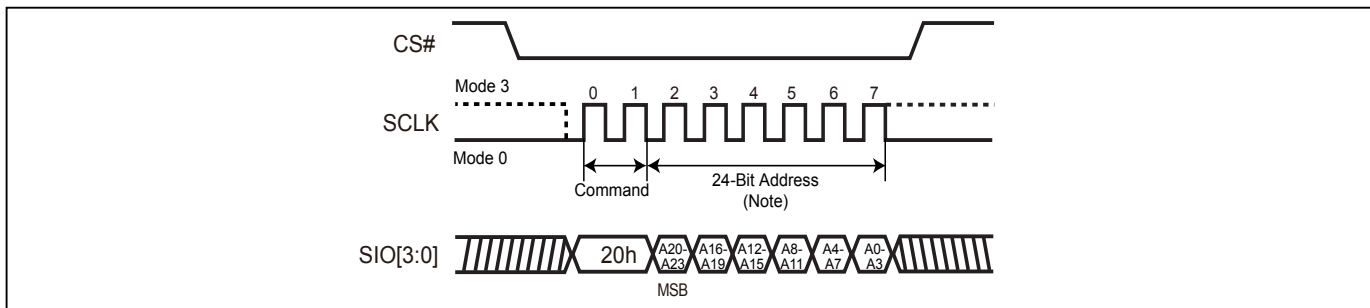 CS#
Mode 3
0 1 2 3 4 5 6 7
SCLK
Mode 0
Command
24-Bit Address
(Note)
SIO[3:0]
20h
A20-
A23
A16-
A19
A12-
A15
A8-
A11
A4-
A7
A0-
A3
MSB